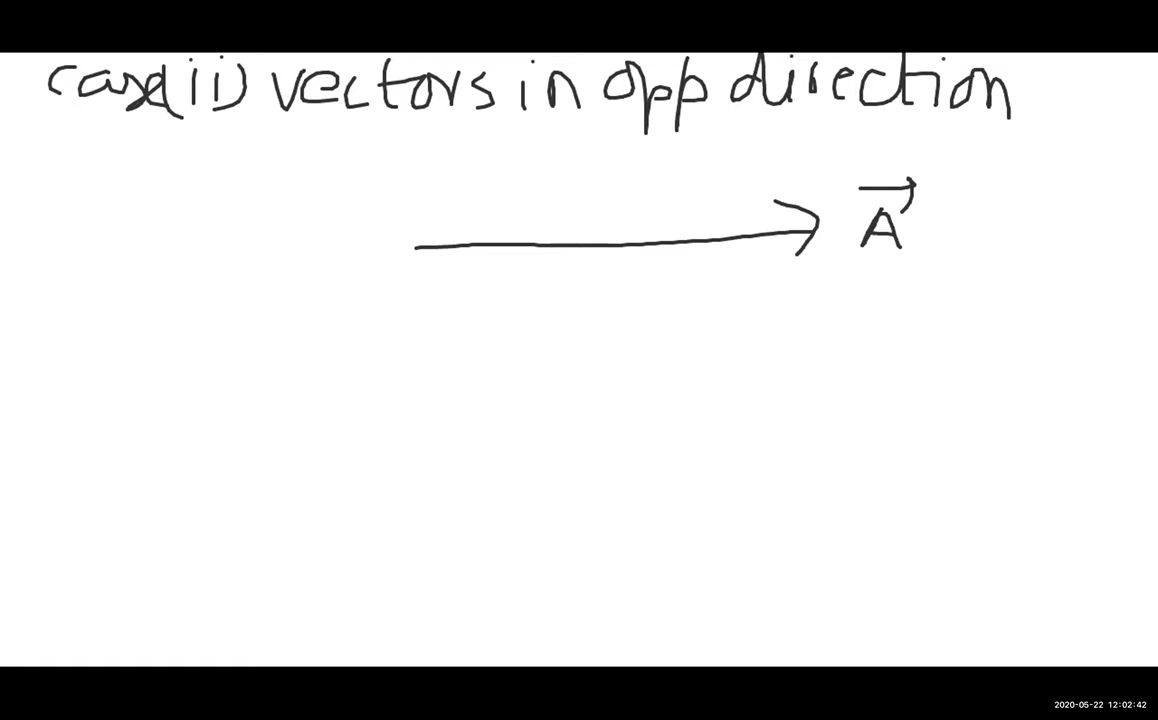 case(ii) vectors in opp direction
A⃗
2020-05-22 12:02:42